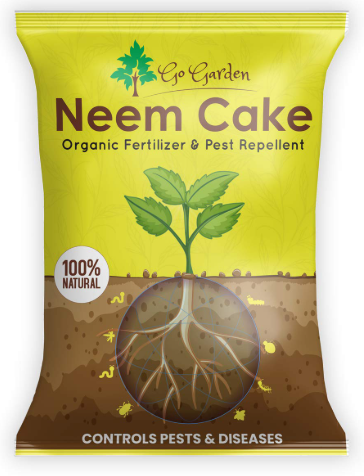 Go Garden
Neem Cake
Organic Fertilizer & Pest Repellent
100%
NATURAL
CONTROLS PESTS & DISEASES